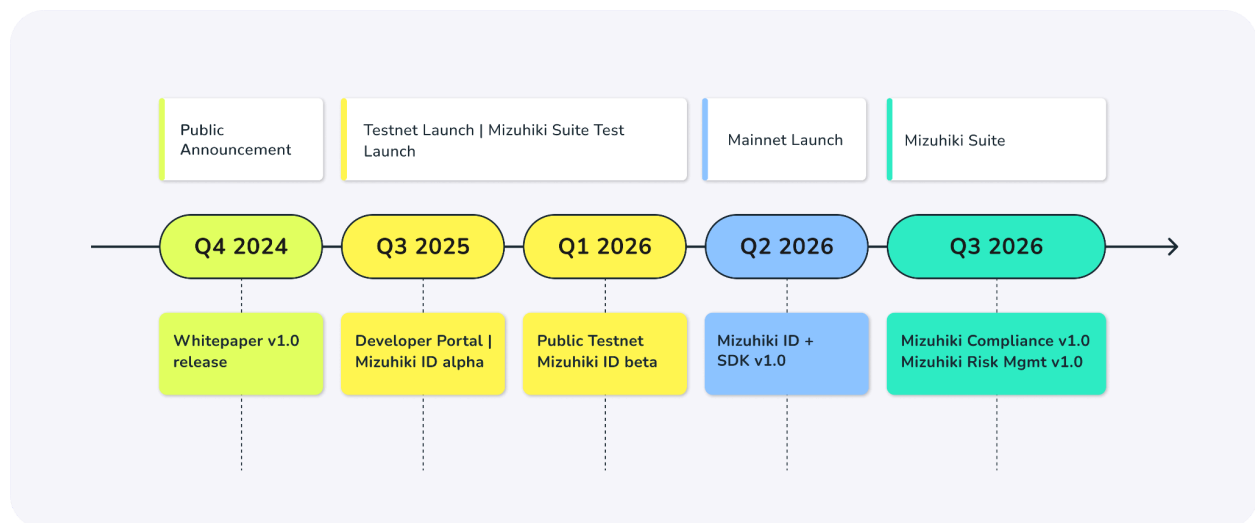 Public
Announcement
Testnet Launch | Mizuhiki Suite Test
Launch
Mainnet Launch
Mizuhiki Suite
Q4 2024
Q3 2025
Q1 2026
Q2 2026
Q3 2026
Whitepaper v1.0
release
Developer Portal |
Mizuhiki ID alpha
Public Testnet
Mizuhiki ID beta
Mizuhiki ID +
SDK v1.0
Mizuhiki Compliance v1.0
Mizuhiki Risk Mgmt v1.0